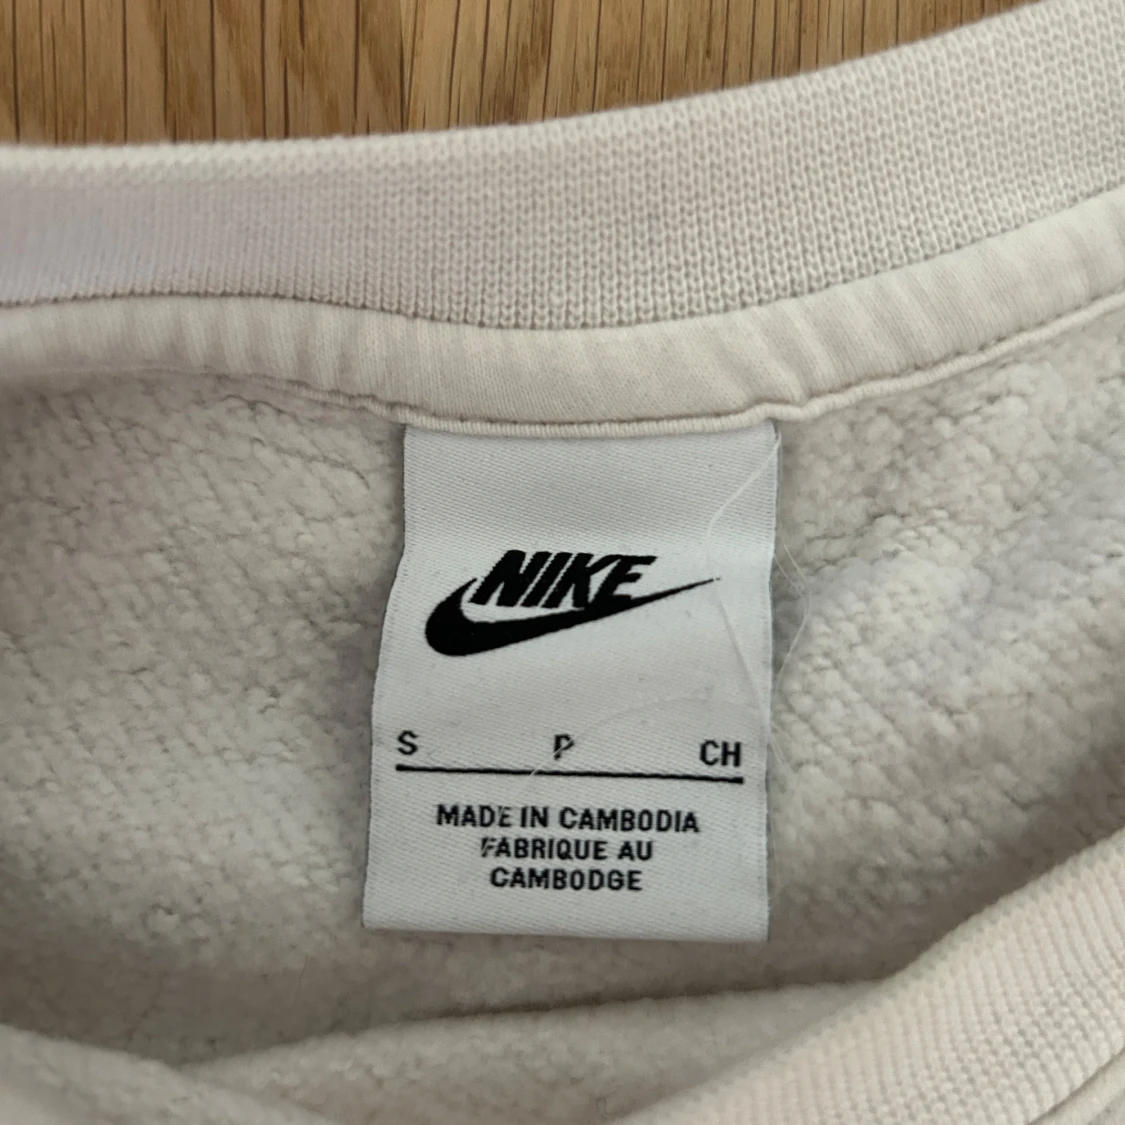 NIKE
S P CH
MADE IN CAMBODIA
FABRIQUE AU
CAMBODGE